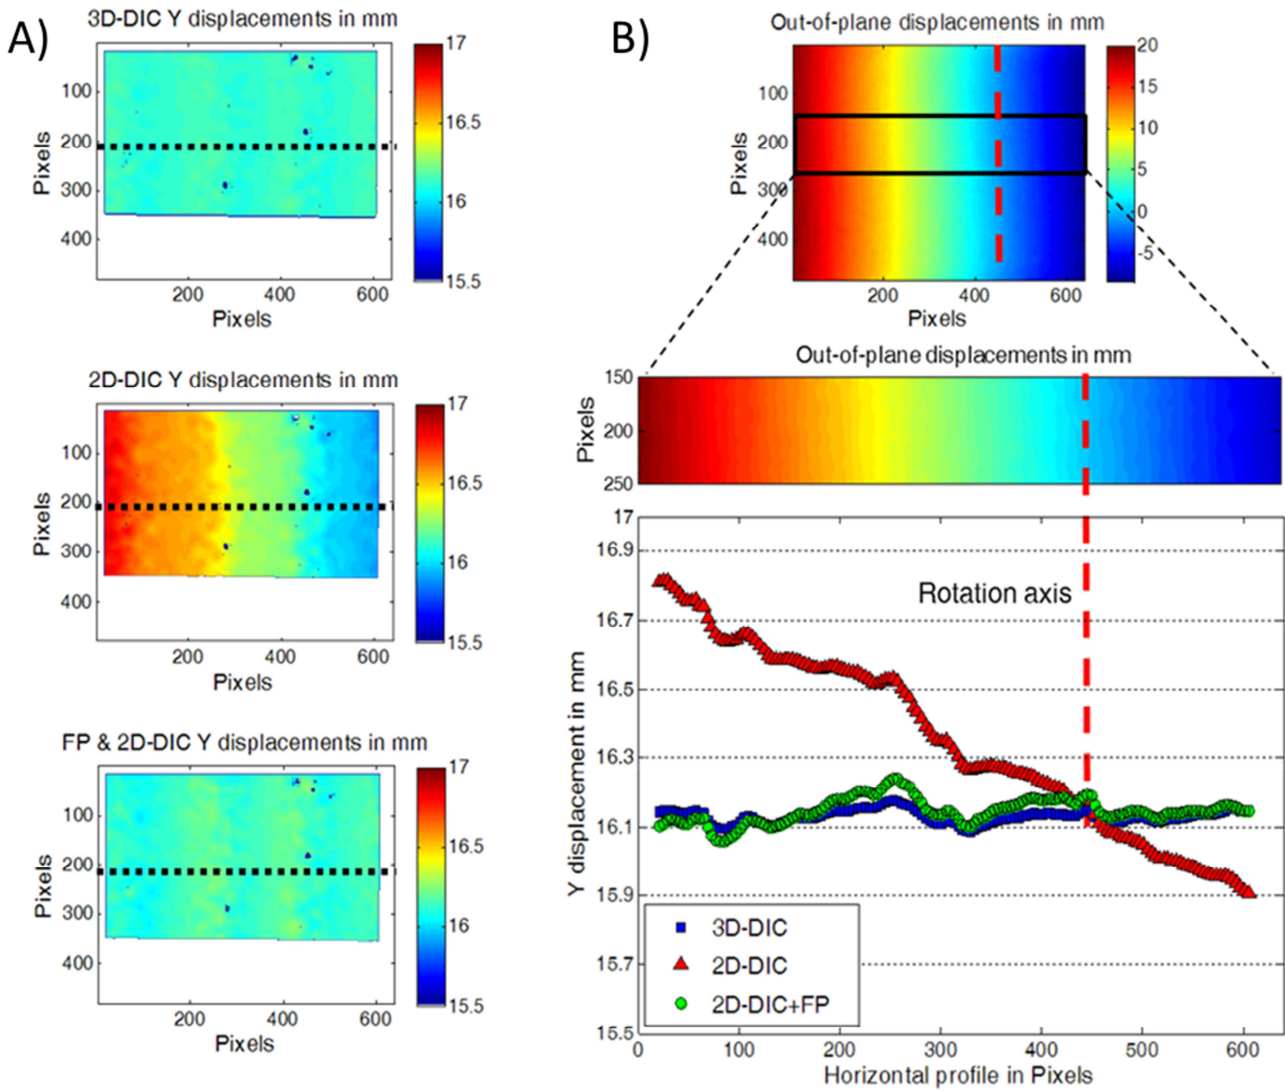 A)
3D-DIC Y displacements in mm
100
200
300
400
Pixels
200 400 600
Pixels
17
16.5
16
15.5
2D-DIC Y displacements in mm
100
200
300
400
Pixels
200 400 600
Pixels
17
16.5
16
15.5
FP & 2D-DIC Y displacements in mm
100
200
300
400
Pixels
200 400 600
Pixels
17
16.5
16
15.5
B)
Out-of-plane displacements in mm
100
200
300
400
Pixels
200 400 600
Pixels
20
15
10
5
0
-5
Out-of-plane displacements in mm
150
200
250
Pixels
17
16.9
16.7
16.5
16.3
16.1
15.9
15.7
15.5
Y displacement in mm
Rotation axis
3D-DIC
2D-DIC
2D-DIC+FP
0 100 200 300 400 500 600
Horizontal profile in Pixels